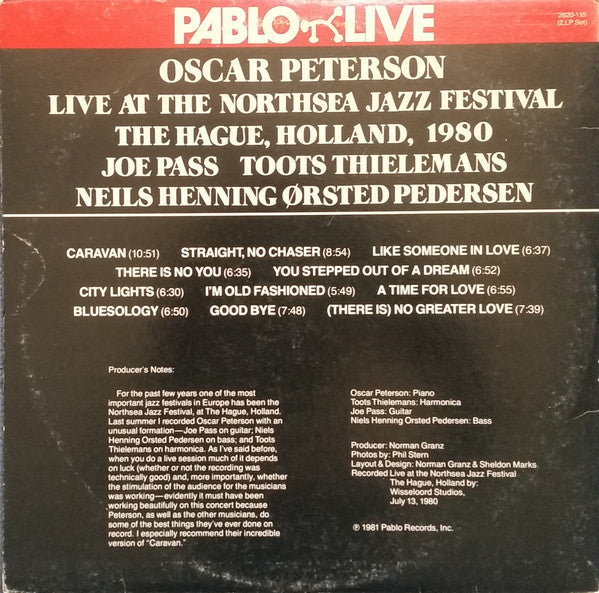 PABLO LIVE
2620-115
(2 LP Set)
OSCAR PETERSON
LIVE AT THE NORTHSEA JAZZ FESTIVAL
THE HAGUE, HOLLAND, 1980
JOE PASS TOOTS THIELEMANS
NEILS HENNING ØRSTED PEDERSEN
CARAVAN (10:51) STRAIGHT, NO CHASER (8:54) LIKE SOMEONE IN LOVE (6:37)
THERE IS NO YOU (6:35) YOU STEPPED OUT OF A DREAM (6:52)
CITY LIGHTS (6:30) I'M OLD FASHIONED (5:49) A TIME FOR LOVE (6:55)
BLUESOLOGY (6:50) GOOD BYE (7:48) (THERE IS) NO GREATER LOVE (7:39)
Producer's Notes:
For the past few years one of the most
important jazz festivals in Europe has been the
Northsea Jazz Festival, at The Hague, Holland.
Last summer I recorded Oscar Peterson with an
unusual formation—Joe Pass on guitar; Niels
Henning Orsted Pedersen on bass; and Toots
Thielemans on harmonica. As I've said before,
when you do a live session much of it depends
on luck (whether or not the recording was
technically good) and, more importantly, whether
the stimulation of the audience for the musicians
was working—evidently it must have been
working beautifully on this concert because
Peterson, as well as the other musicians, do
some of the best things they've ever done on
record. I especially recommend their incredible
version of "Caravan."
Oscar Peterson: Piano
Toots Thielemans: Harmonica
Joe Pass: Guitar
Niels Henning Orsted Pedersen: Bass
Producer: Norman Granz
Photos by: Phil Stern
Layout & Design: Norman Granz & Sheldon Marks
Recorded Live at the Northsea Jazz Festival
The Hague, Holland by:
Wisseloord Studios,
July 13, 1980
℗ 1981 Pablo Records, Inc.